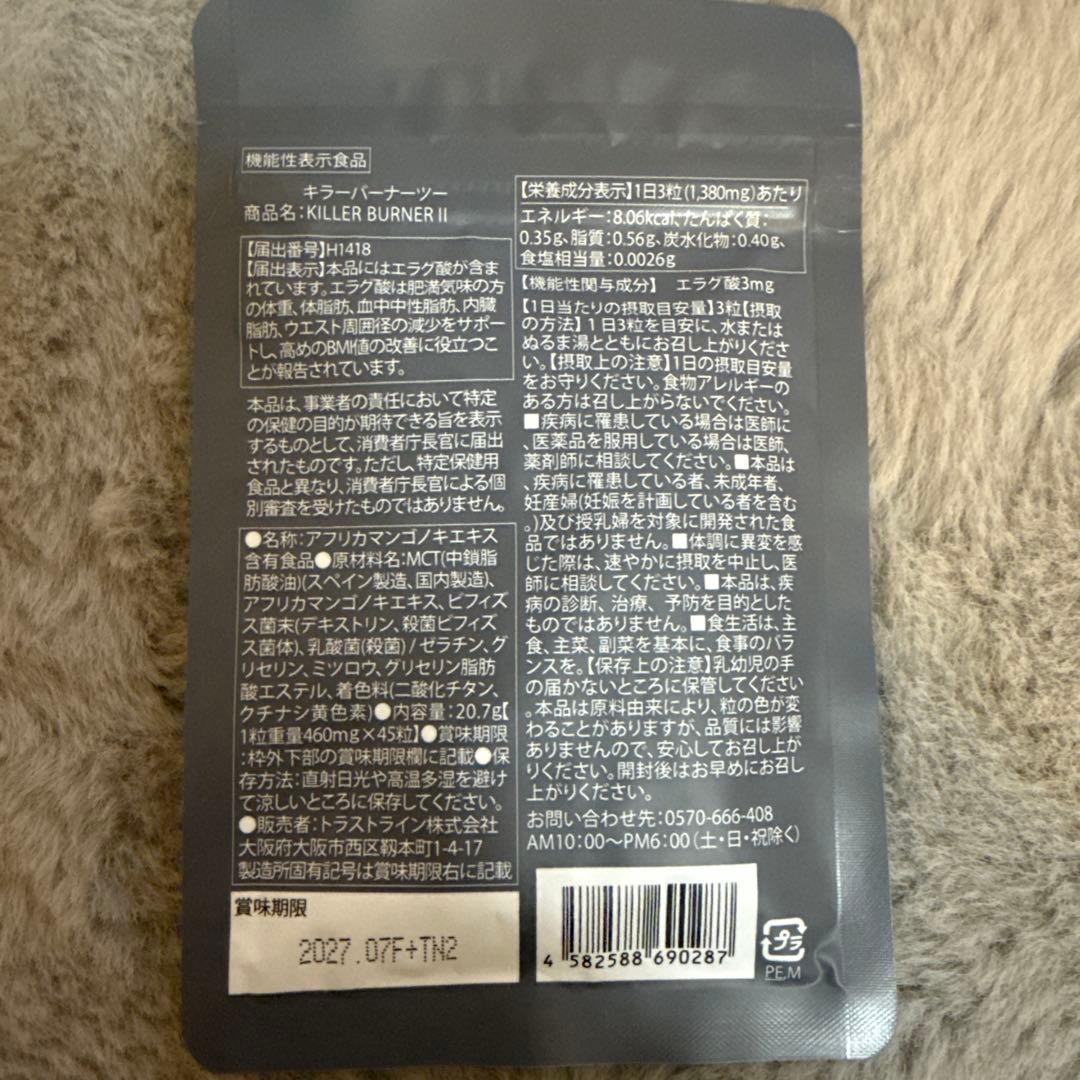 機能性表示食品
キラーバーナーツー
商品名:KILLER BURNER II
【届出番号】H1418
【届出表示】本品にはエラグ酸が含ま
れています。エラグ酸は肥満気味の方
の体重、体脂肪、血中中性脂肪、内臓
脂肪、ウエスト周囲径の減少をサポー
トし、高めのBMI値の改善に役立つこ
とが報告されています。
本品は、事業者の責任において特定
の保健の目的が期待できる旨を表示
するものとして、消費者庁長官に届出
されたものです。ただし、特定保健用
食品と異なり、消費者庁長官による個
別審査を受けたものではありません。
●名称:アフリカマンゴノキエキス
含有食品●原材料名:MCT(中鎖脂
肪酸油)(スペイン製造、国内製造)、
アフリカマンゴノキエキス、ビフィズ
ス菌末(デキストリン、殺菌ビフィズ
ス菌体)、乳酸菌(殺菌) / ゼラチン、グ
リセリン、ミツロウ、グリセリン脂肪
酸エステル、着色料(二酸化チタン、
クチナシ黄色素)●内容量:20.7g【
1粒重量460mg×45粒】●賞味期限
:枠外下部の賞味期限欄に記載●保
存方法:直射日光や高温多湿を避け
て涼しいところに保存してください。
●販売者:トラストライン株式会社
大阪府大阪市西区靱本町1-4-17
製造所固有記号は賞味期限右に記載
賞味期限
2027.07F+TN2
【栄養成分表示】1日3粒(1,380mg)あたり
エネルギー:8.06kcal、たんぱく質:
0.35g、脂質:0.56g、炭水化物:0.40g、
食塩相当量:0.0026g
【機能性関与成分】 エラグ酸3mg
【1日当たりの摂取目安量】3粒【摂取
の方法】1日3粒を目安に、水または
ぬるま湯とともにお召し上がりくださ
い。【摂取上の注意】1日の摂取目安量
をお守りください。食物アレルギーの
ある方は召し上がらないでください。
■疾病に罹患している場合は医師に
、医薬品を服用している場合は医師、
薬剤師に相談してください。■本品は
、疾病に罹患している者、未成年者、
妊産婦(妊娠を計画している者を含む
。)及び授乳婦を対象に開発された食
品ではありません。■体調に異変を感
じた際は、速やかに摂取を中止し、医
師に相談してください。■本品は、疾
病の診断、治療、予防を目的とした
ものではありません。■食生活は、主
食、主菜、副菜を基本に、食事のバラ
ンスを。【保存上の注意】乳幼児の手
の届かないところに保管してください
。本品は原料由来により、粒の色が変
わることがありますが、品質には影響
ありませんので、安心してお召し上が
りください。開封後はお早めにお召し
上がりください。
お問い合わせ先:0570-666-408
AM10:00〜PM6:00(土・日・祝除く)
4 582588 690287
プラ
PE,M